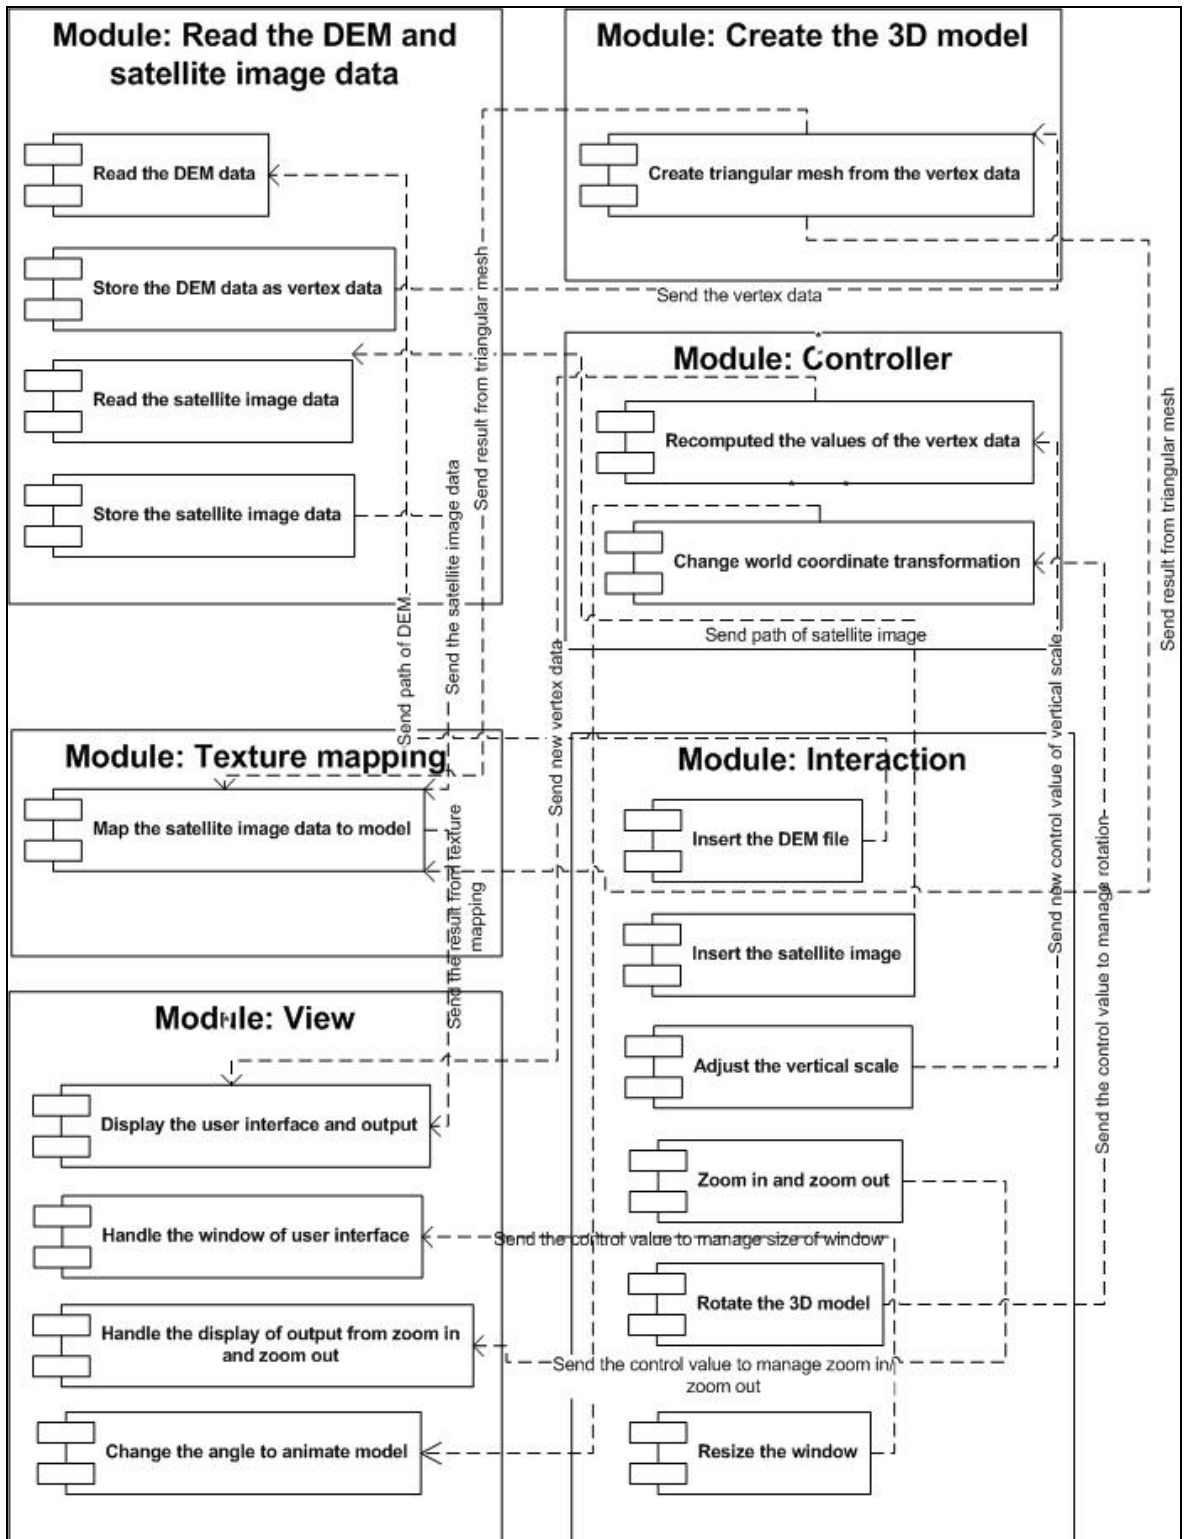 Module: Read the DEM and
satellite image data
Read the DEM data
Store the DEM data as vertex data
Read the satellite image data
Store the satellite image data
Module: Create the 3D model
Create triangular mesh from the vertex data
Send the vertex data
Module: Controller
Recomputed the values of the vertex data
Change world coordinate transformation
Send path of satellite image
Send result from triangular mesh
Send result from triangular mesh
Send the satellite image data
Send path of DEM
Send new vertex data
Send new control value of vertical scale
Send the control value to manage rotation
Module: Texture mapping
Map the satellite image data to model
Send the result from texture
mapping
Module: Interaction
Insert the DEM file
Insert the satellite image
Adjust the vertical scale
Zoom in and zoom out
Rotate the 3D model
Resize the window
Module: View
Display the user interface and output
Handle the window of user interface
Send the control value to manage size of window
Handle the display of output from zoom in
and zoom out
Send the control value to manage zoom in/
zoom out
Change the angle to animate model